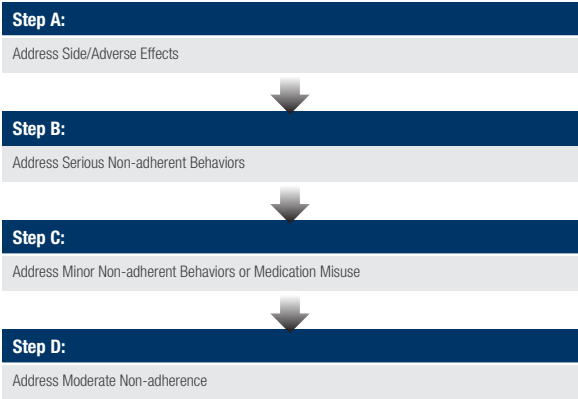 Step A:
Address Side/Adverse Effects
Step B:
Address Serious Non-adherent Behaviors
Step C:
Address Minor Non-adherent Behaviors or Medication Misuse
Step D:
Address Moderate Non-adherence